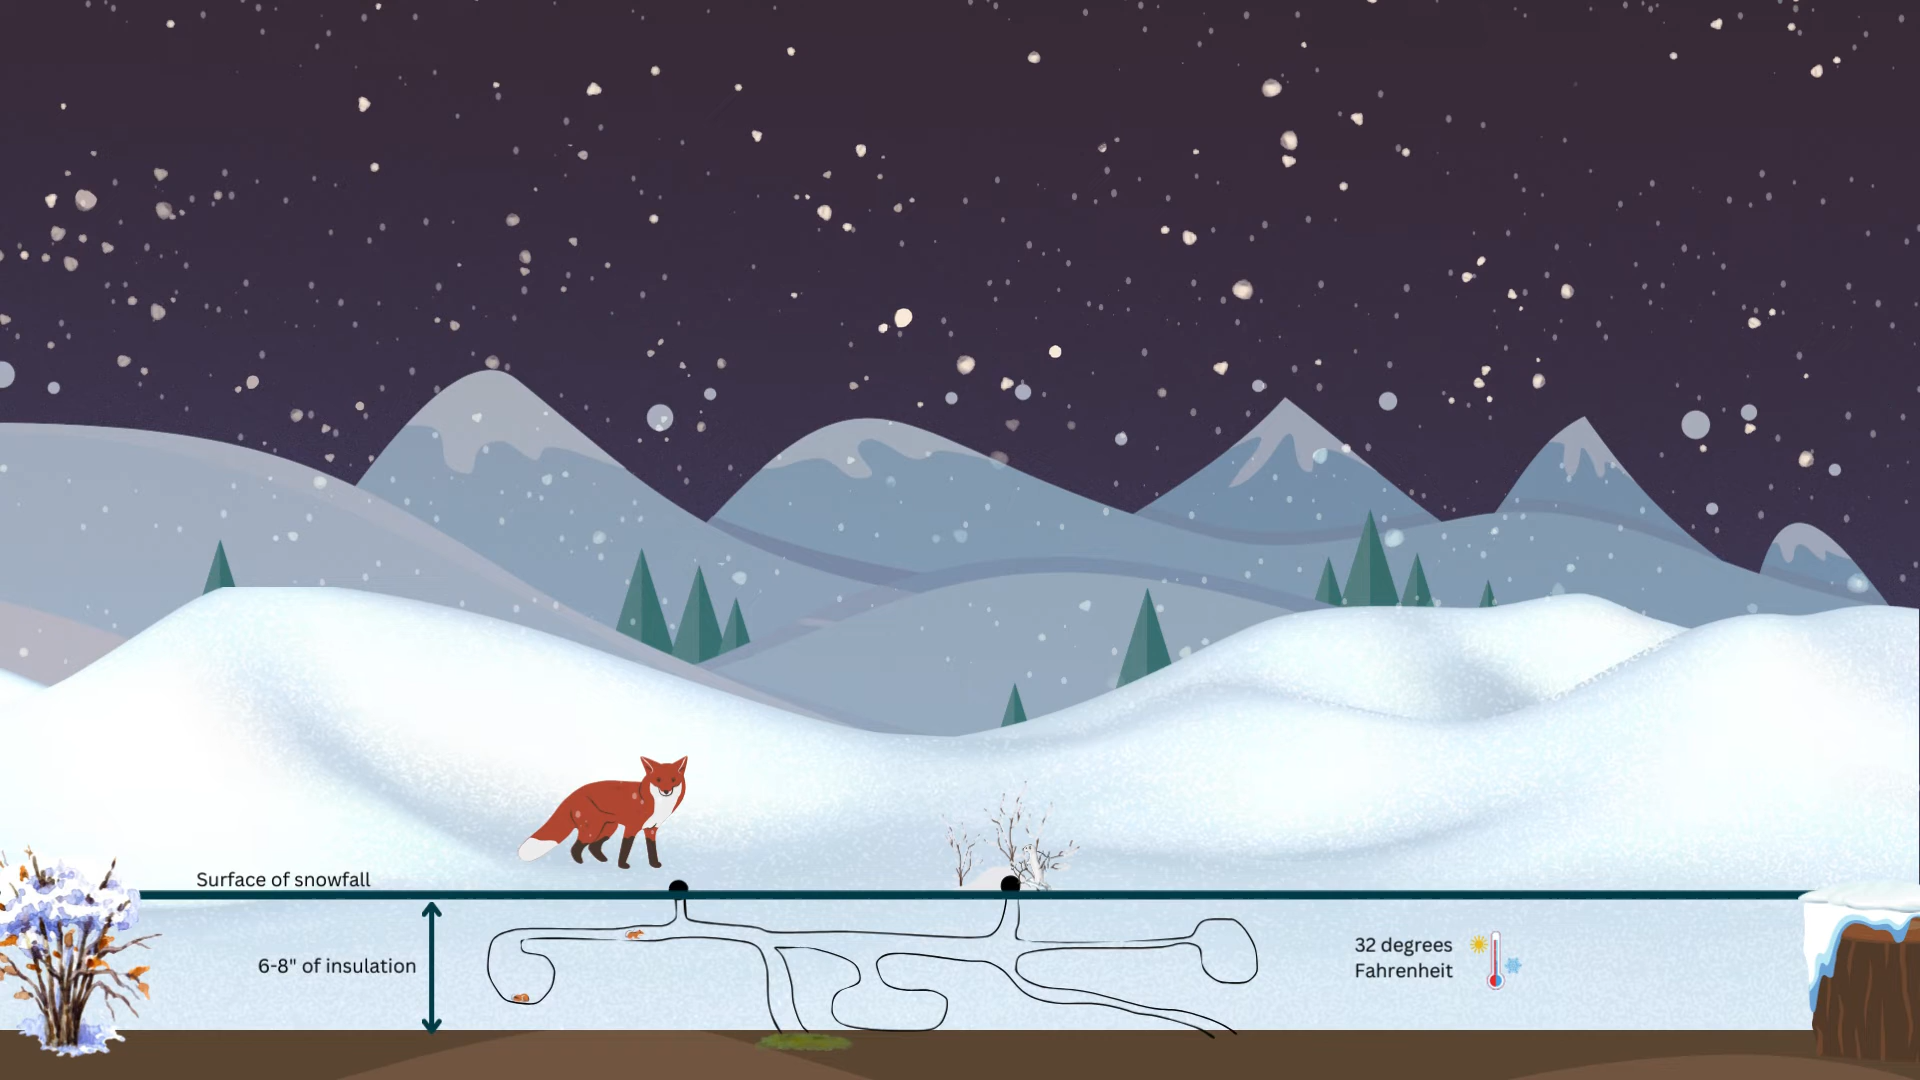 Surface of snowfall
6-8" of insulation
32 degrees
Fahrenheit